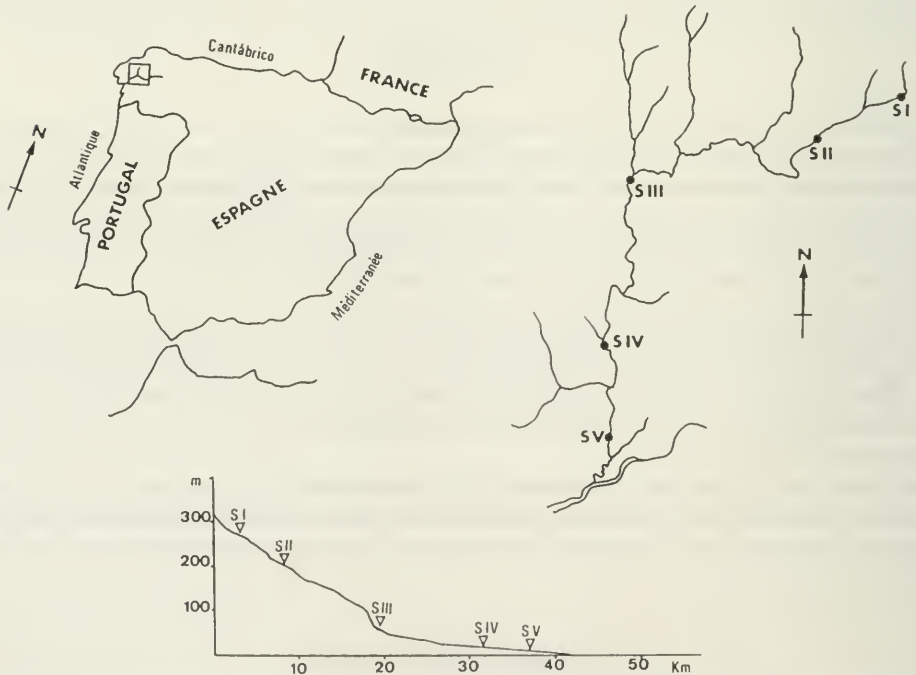 Cantábrico
FRANCE
N
Atlantique
PORTUGAL
ESPAGNE
Méditerranée
S I
S II
S III
N
S IV
S V
m
300
200
100
S I
S II
S III
S IV
S V
10 20 30 40 50 Km